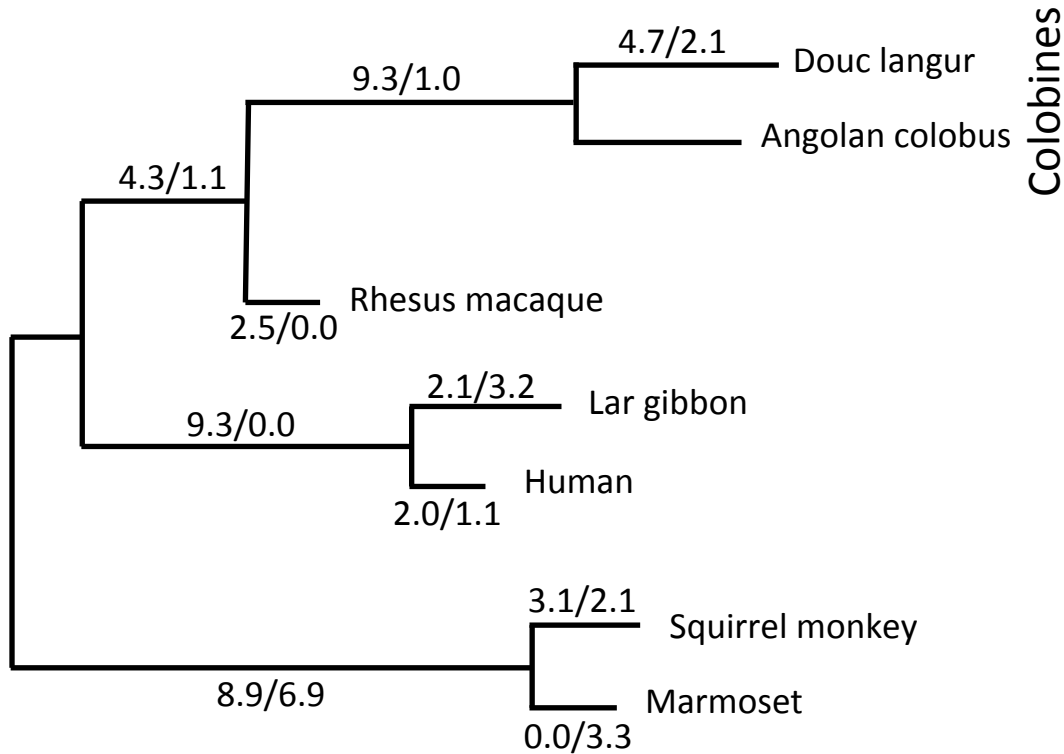 4.7/2.1
Douc langur
9.3/1.0
Angolan colobus
Colobines
4.3/1.1
Rhesus macaque
2.5/0.0
2.1/3.2
Lar gibbon
9.3/0.0
Human
2.0/1.1
3.1/2.1
Squirrel monkey
8.9/6.9
Marmoset
0.0/3.3